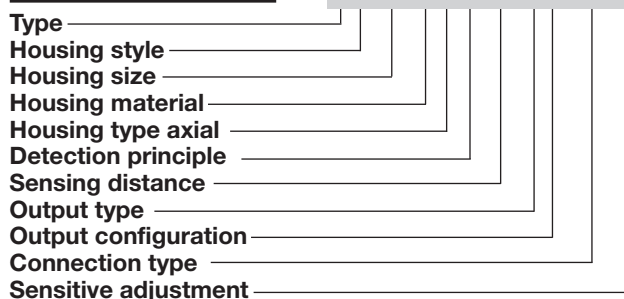 Type
Housing style
Housing size
Housing material
Housing type axial
Detection principle
Sensing distance
Output type
Output configuration
Connection type
Sensitive adjustment